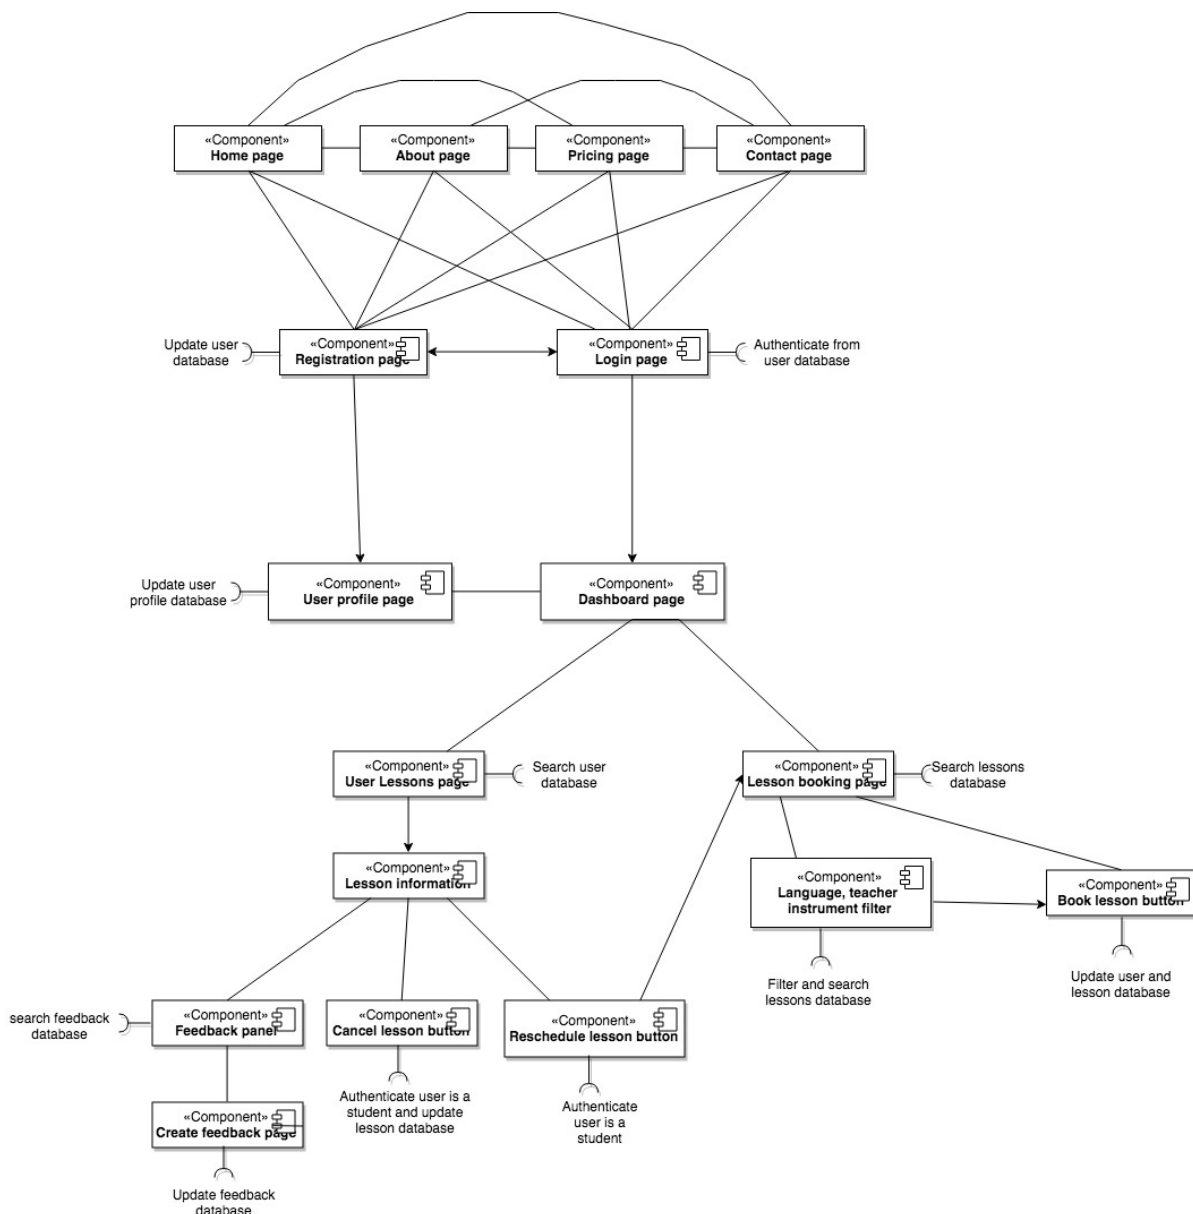 «Component»
Home page
«Component»
About page
«Component»
Pricing page
«Component»
Contact page
Update user
database
«Component»
Registration page
«Component»
Login page
Authenticate from
user database
Update user
profile database
«Component»
User profile page
«Component»
Dashboard page
«Component»
User Lessons page
Search user
database
«Component»
Lesson booking page
Search lessons
database
«Component»
Lesson information
«Component»
Language, teacher
instrument filter
«Component»
Book lesson button
Filter and search
lessons database
Update user and
lesson database
search feedback
database
«Component»
Feedback panel
«Component»
Cancel lesson button
«Component»
Reschedule lesson button
Authenticate user is a
student and update
lesson database
Authenticate
user is a
student
«Component»
Create feedback page
Update feedback
database